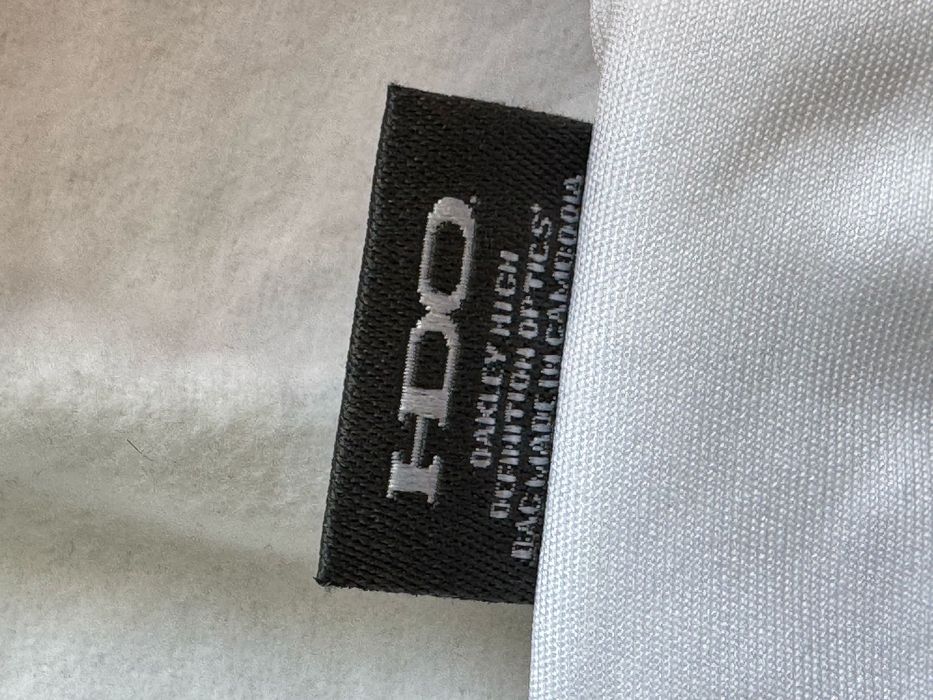 HDO
OAKLEY HIGH
DEFINITION OPTICS
BAG MADE IN CAMBODIA